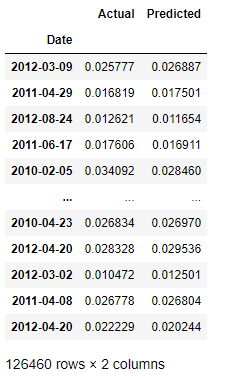 Actual Predicted
Date
2012-03-09 0.025777 0.026887
2011-04-29 0.016819 0.017501
2012-08-24 0.012621 0.011654
2011-06-17 0.017606 0.016911
2010-02-05 0.034092 0.028460
... ... ...
2010-04-23 0.026834 0.026970
2012-04-20 0.028328 0.029536
2012-03-02 0.010472 0.012501
2011-04-08 0.026778 0.026804
2012-04-20 0.022229 0.020244
126460 rows × 2 columns